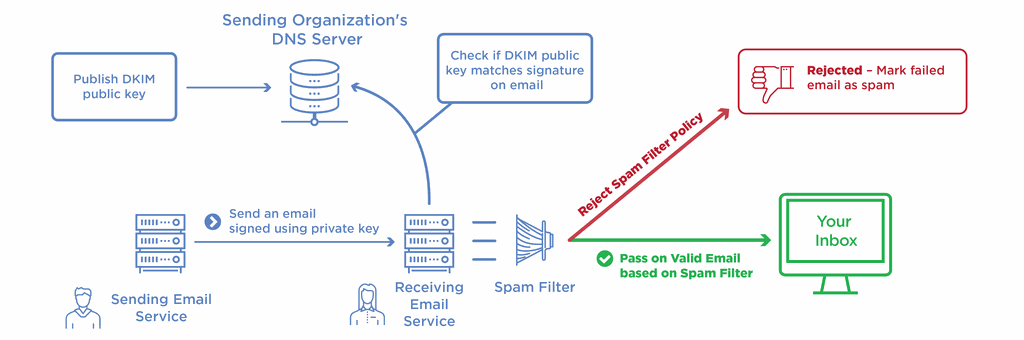 Sending Organization's
DNS Server
Publish DKIM
public key
Check if DKIM public
key matches signature
on email
Rejected – Mark failed
email as spam
Reject Spam Filter Policy
Send an email
signed using private key
Your
Inbox
Pass on Valid Email
based on Spam Filter
Sending Email
Service
Receiving
Email
Service
Spam Filter